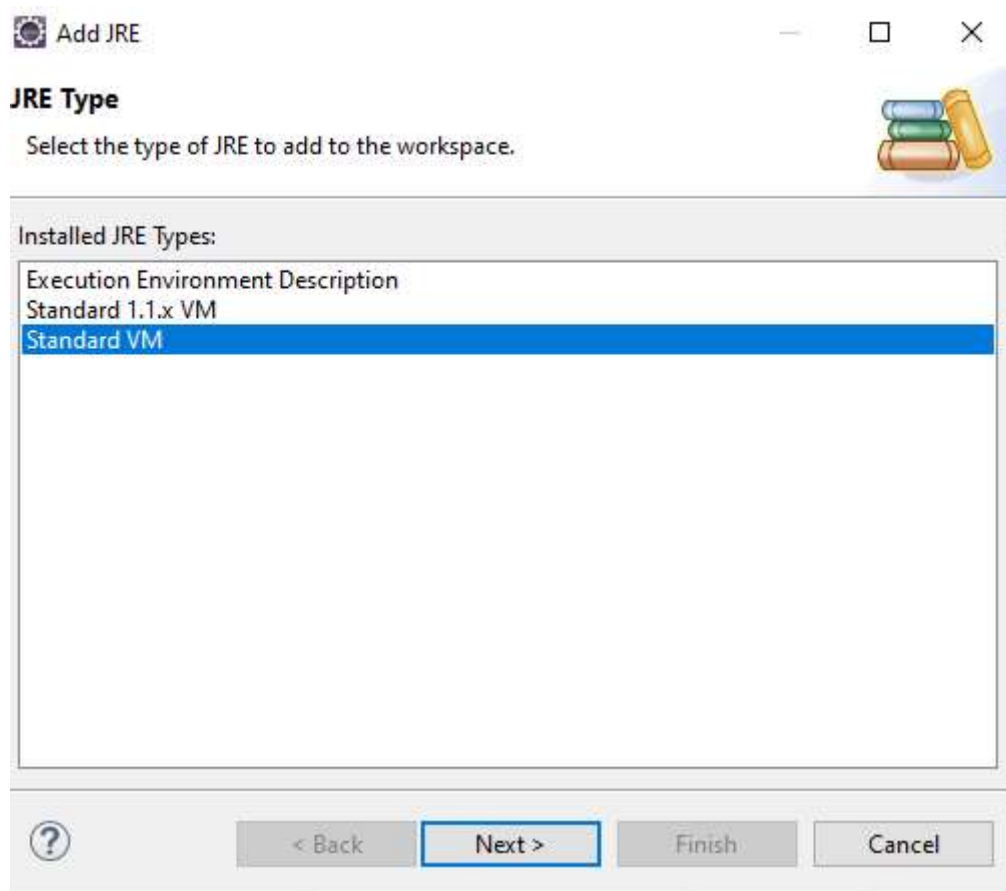 Add JRE
JRE Type
Select the type of JRE to add to the workspace.
Installed JRE Types:
Execution Environment Description
Standard 1.1.x VM
Standard VM
?
< Back
Next >
Finish
Cancel